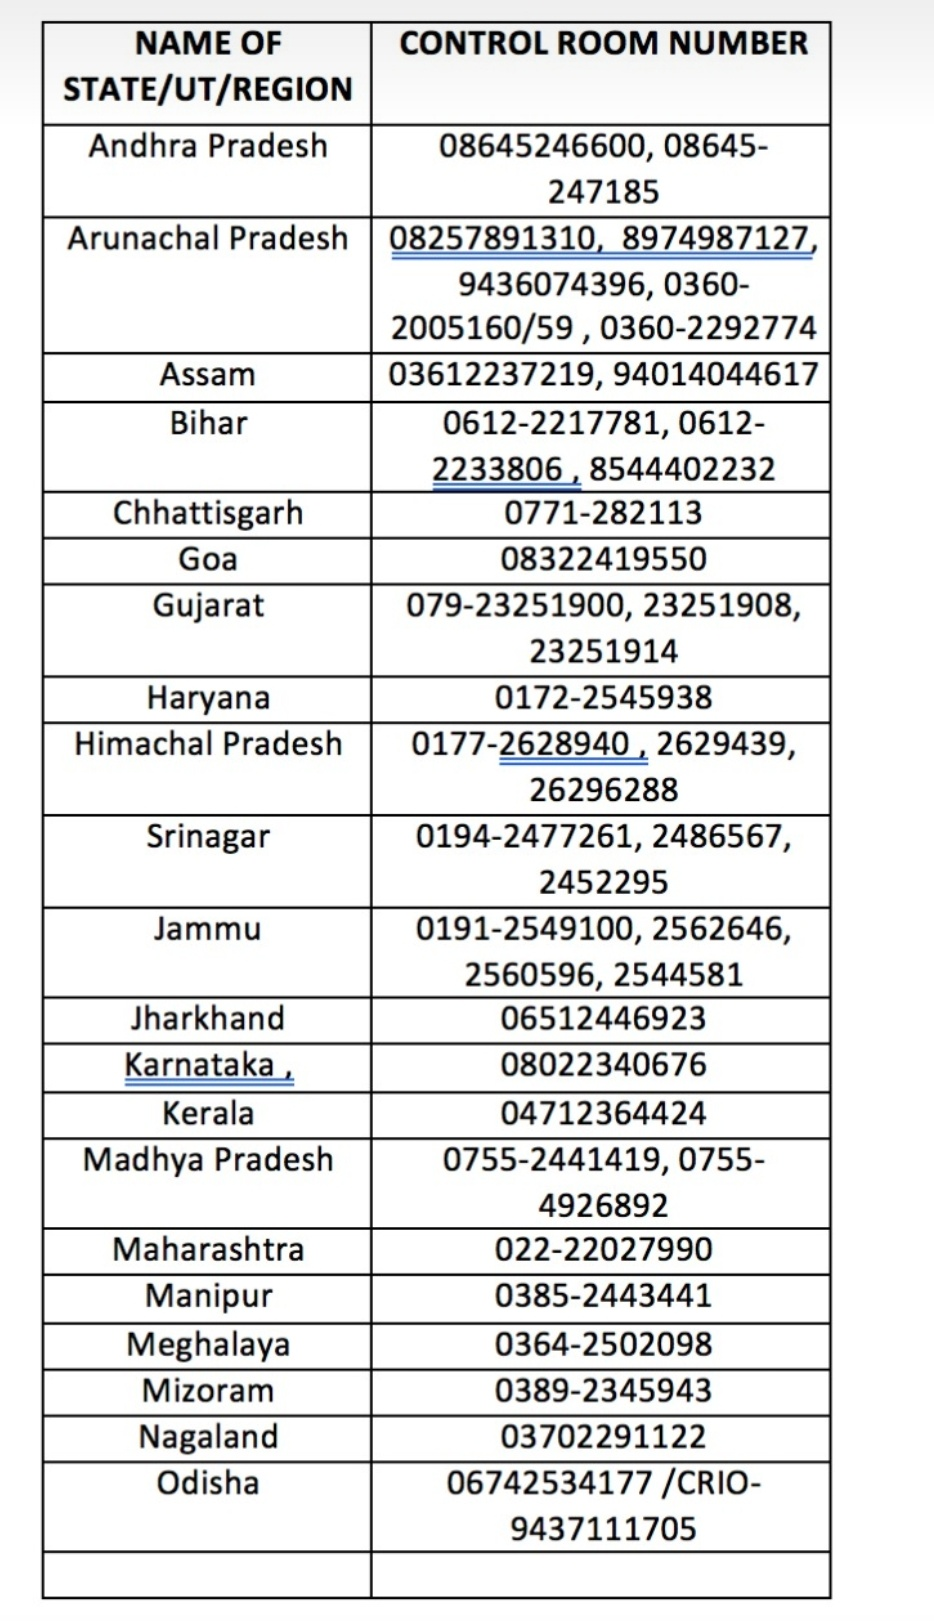 NAME OF
STATE/UT/REGION
CONTROL ROOM NUMBER
Andhra Pradesh
08645246600, 08645-
247185
Arunachal Pradesh
08257891310,  8974987127,
9436074396, 0360-
2005160/59 , 0360-2292774
Assam
03612237219, 94014044617
Bihar
0612-2217781, 0612-
2233806 , 8544402232
Chhattisgarh
0771-282113
Goa
08322419550
Gujarat
079-23251900, 23251908,
23251914
Haryana
0172-2545938
Himachal Pradesh
0177-2628940 , 2629439,
26296288
Srinagar
0194-2477261, 2486567,
2452295
Jammu
0191-2549100, 2562646,
2560596, 2544581
Jharkhand
06512446923
Karnataka ,
08022340676
Kerala
04712364424
Madhya Pradesh
0755-2441419, 0755-
4926892
Maharashtra
022-22027990
Manipur
0385-2443441
Meghalaya
0364-2502098
Mizoram
0389-2345943
Nagaland
03702291122
Odisha
06742534177 /CRIO-
9437111705